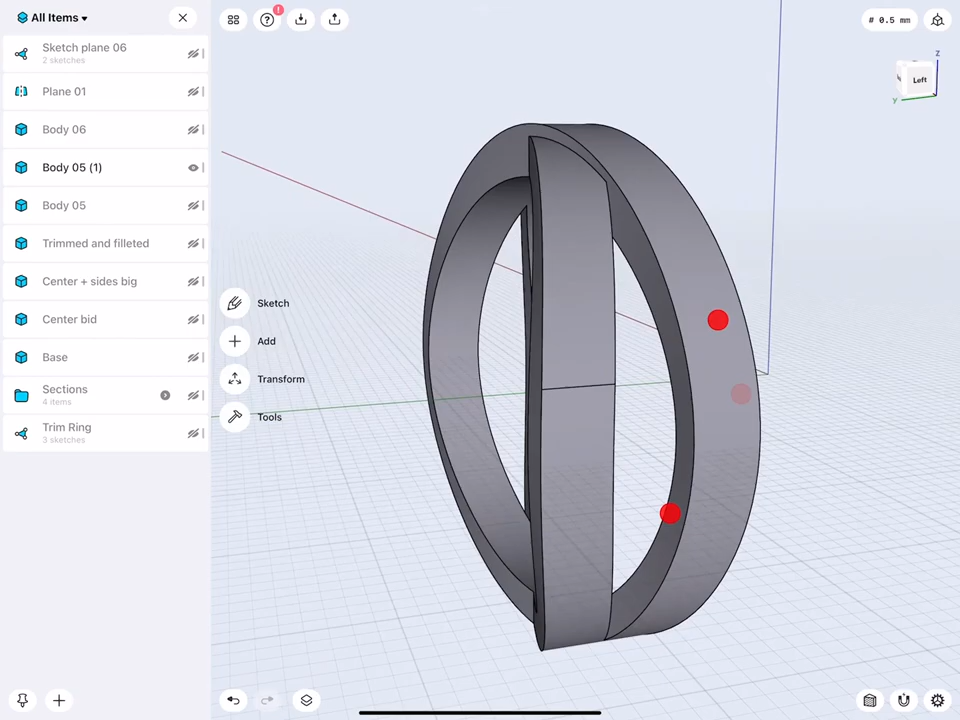 All Items
Sketch plane 06
2 sketches
Plane 01
Body 06
Body 05 (1)
Body 05
Trimmed and filleted
Center + sides big
Center bid
Base
Sections
4 items
Trim Ring
3 sketches
Sketch
Add
Transform
Tools
?
!
# 0.5 mm
Z
Left
Y